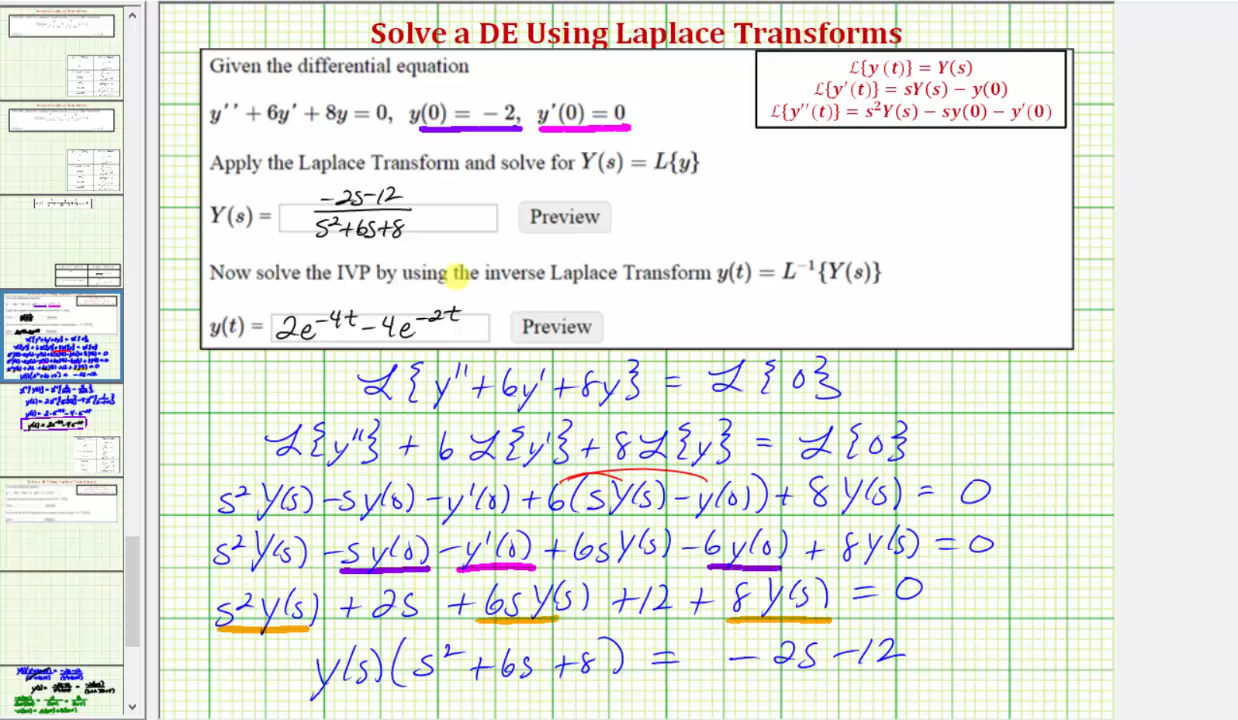 Solve a DE Using Laplace Transforms
Given the differential equation
y'' + 6y' + 8y = 0, y(0) = − 2, y'(0) = 0
ℒ{y (t)} = Y(s)
ℒ{y'(t)} = sY(s) − y(0)
ℒ{y''(t)} = s²Y(s) − sy(0) − y'(0)
Apply the Laplace Transform and solve for Y(s) = L{y}
Y(s) = (-2s-12)/(s²+6s+8) Preview
Now solve the IVP by using the inverse Laplace Transform y(t) = L⁻¹{Y(s)}
y(t) = 2e^(-4t) - 4e^(-2t) Preview
ℒ{y'' + 6y' + 8y} = ℒ{0}
ℒ{y''} + 6ℒ{y'} + 8ℒ{y} = ℒ{0}
s²Y(s) - sy(0) - y'(0) + 6(sY(s) - y(0)) + 8Y(s) = 0
s²Y(s) - sy(0) - y'(0) + 6sY(s) - 6y(0) + 8Y(s) = 0
s²Y(s) + 2s + 6sY(s) + 12 + 8Y(s) = 0
Y(s)(s² + 6s + 8) = -2s - 12